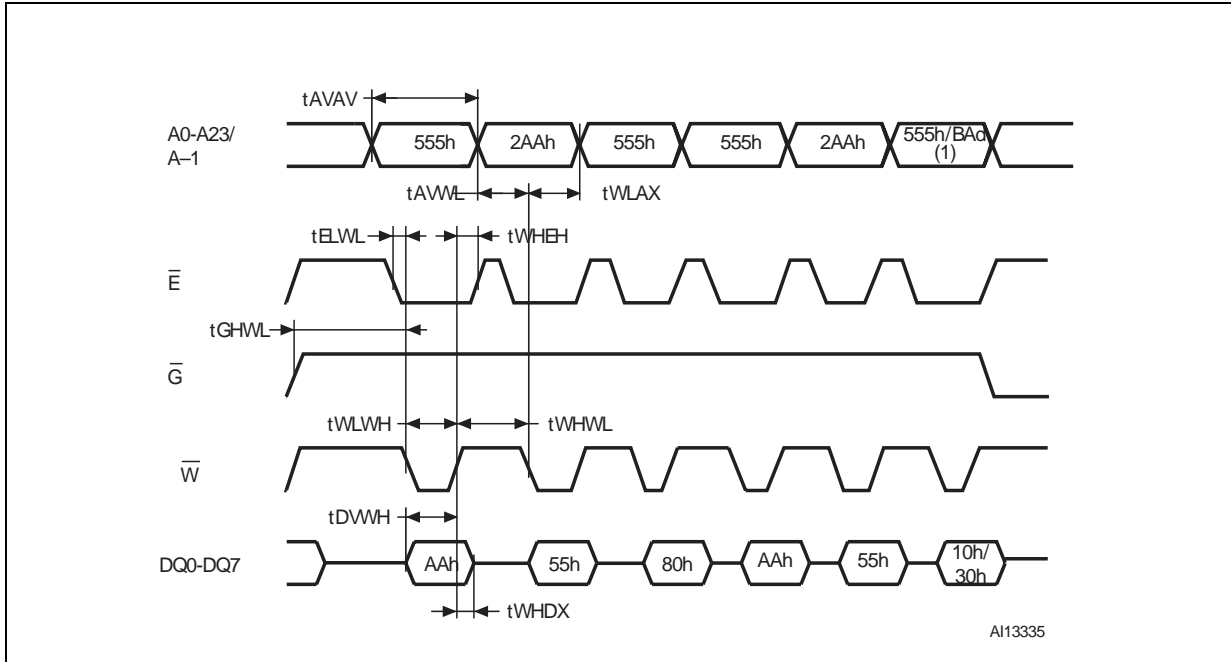 tAVAV
A0-A23/
A–1
555h
2AAh
555h
555h
2AAh
555h/BAd
(1)
tAVWL
tWLAX
tELWL
tWHEH
E
tGHWL
G
tWLWH
tWHWL
W
tDVWH
DQ0-DQ7
AAh
55h
80h
AAh
55h
10h/
30h
tWHDX
AI13335